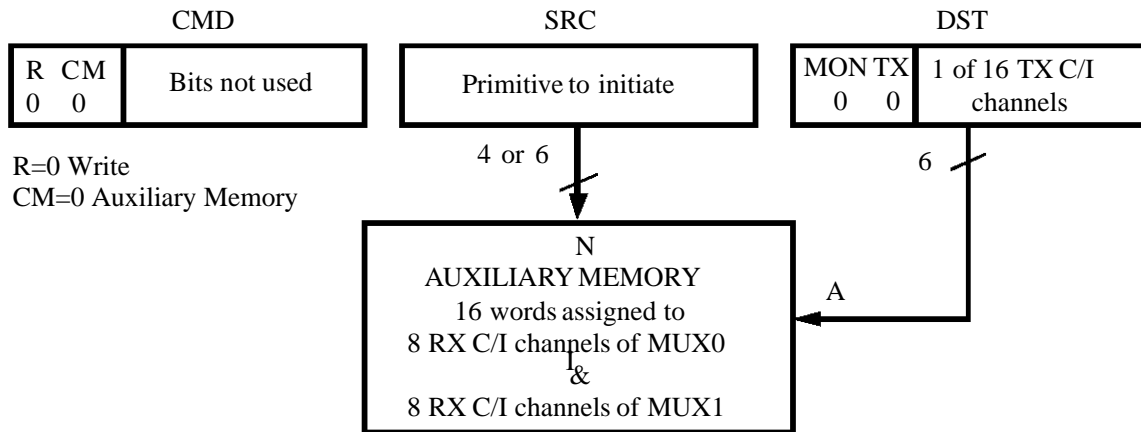 CMD
SRC
DST
R CM
0 0
Bits not used
Primitive to initiate
MON TX
0 0
1 of 16 TX C/I
channels
R=0 Write
CM=0 Auxiliary Memory
4 or 6
6
N
AUXILIARY MEMORY
16 words assigned to
8 RX C/I channels of MUX0
I
&
8 RX C/I channels of MUX1
A